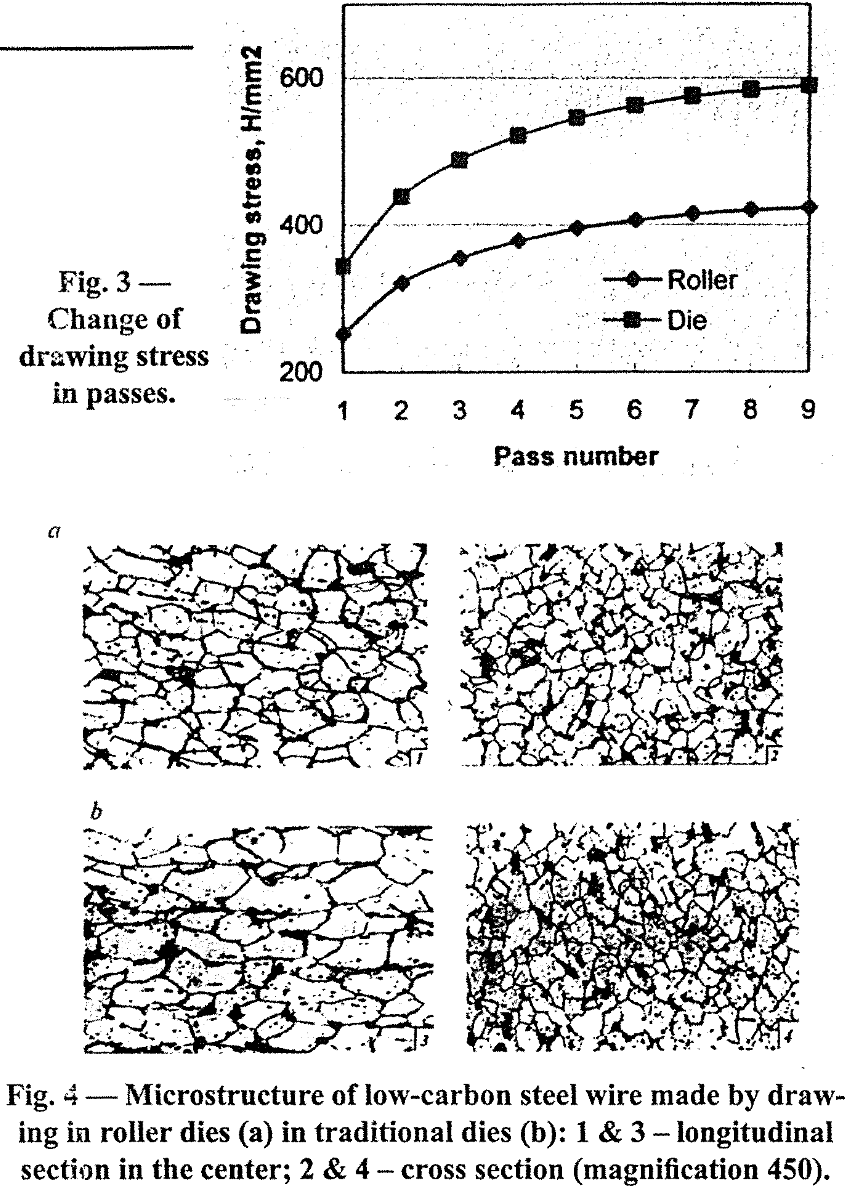 Drawing stress, H/mm2
600
400
200
Roller
Die
1 2 3 4 5 6 7 8 9
Pass number
Fig. 3 —
Change of
drawing stress
in passes.
a
1
2
b
3
4
Fig. 4 — Microstructure of low-carbon steel wire made by draw-
ing in roller dies (a) in traditional dies (b): 1 & 3 – longitudinal
section in the center; 2 & 4 – cross section (magnification 450).